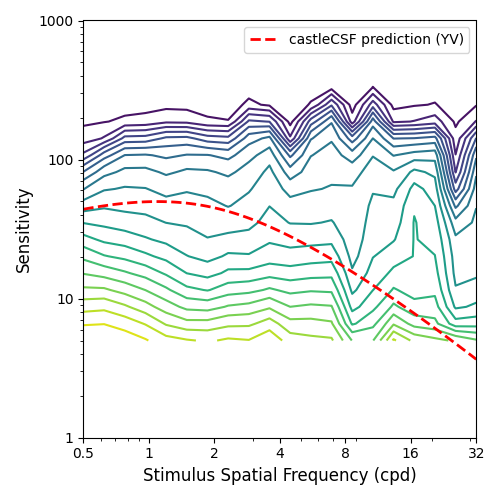 1000
castleCSF prediction (YV)
100
10
1
Sensitivity
0.5 1 2 4 8 16 32
Stimulus Spatial Frequency (cpd)